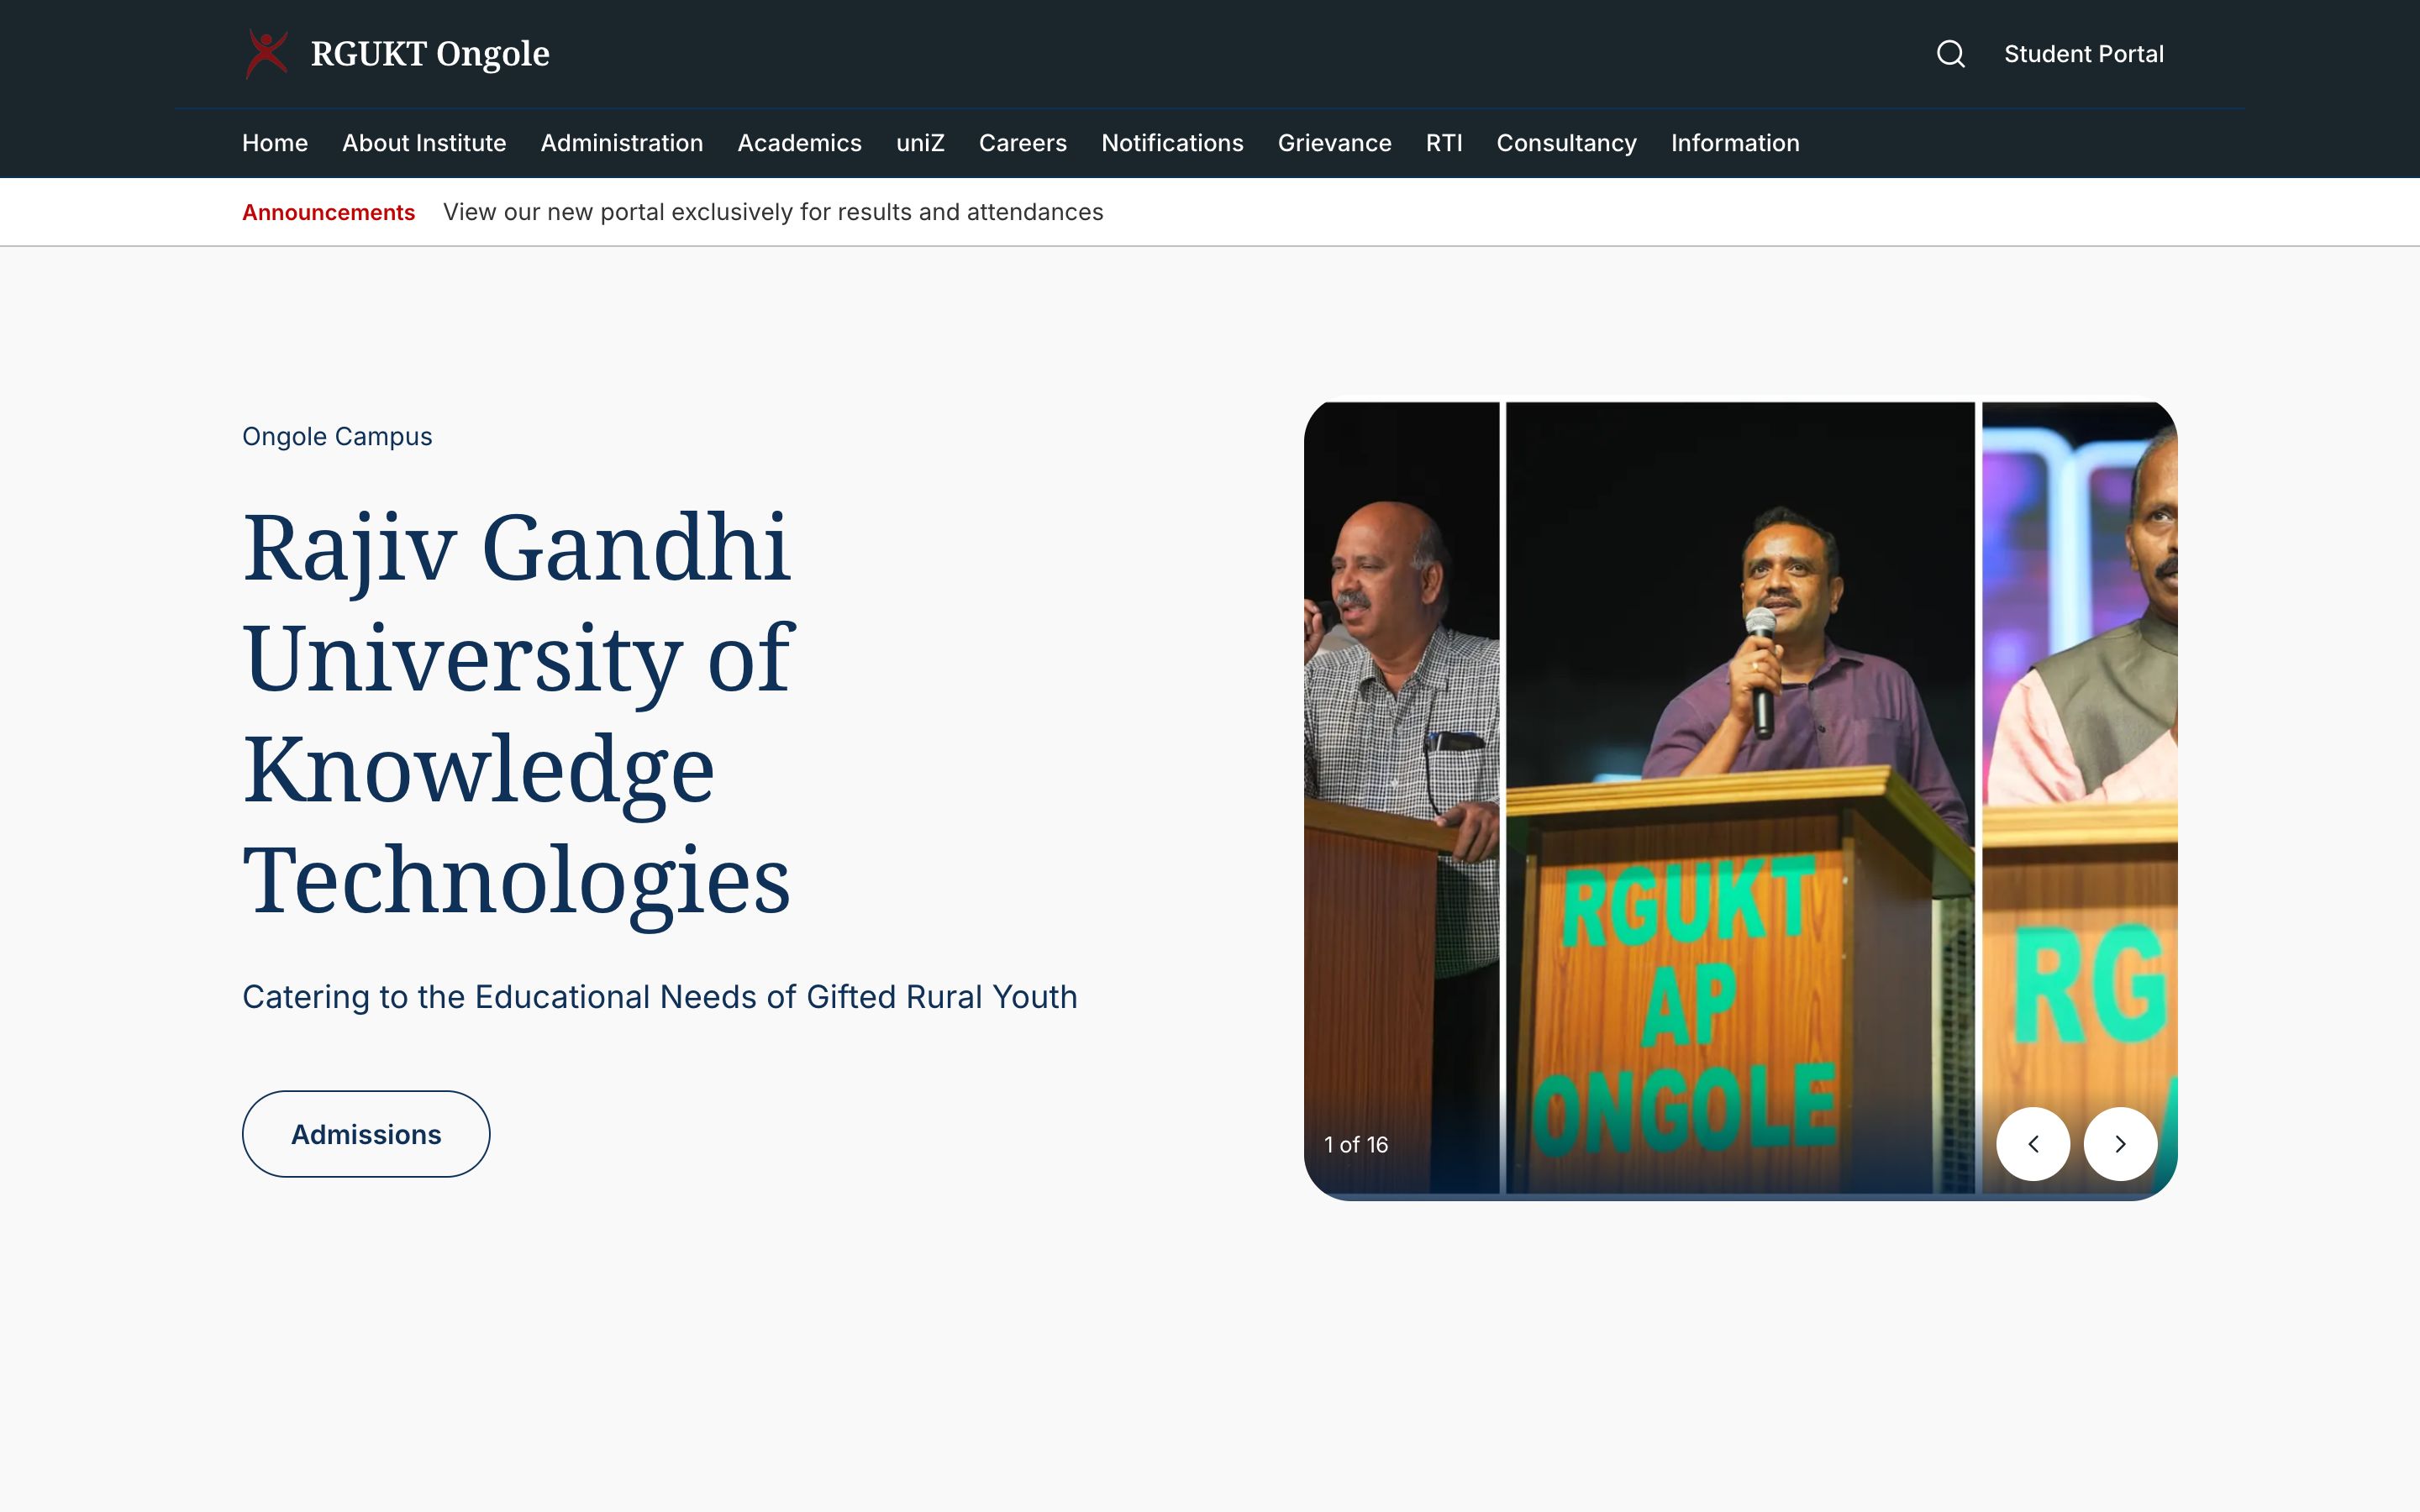 RGUKT Ongole
Student Portal
Home About Institute Administration Academics uniZ Careers Notifications Grievance RTI Consultancy Information
Announcements View our new portal exclusively for results and attendances
Ongole Campus
Rajiv Gandhi
University of
Knowledge
Technologies
Catering to the Educational Needs of Gifted Rural Youth
Admissions
RGUKT
AP
ONGOLE
RG
1 of 16